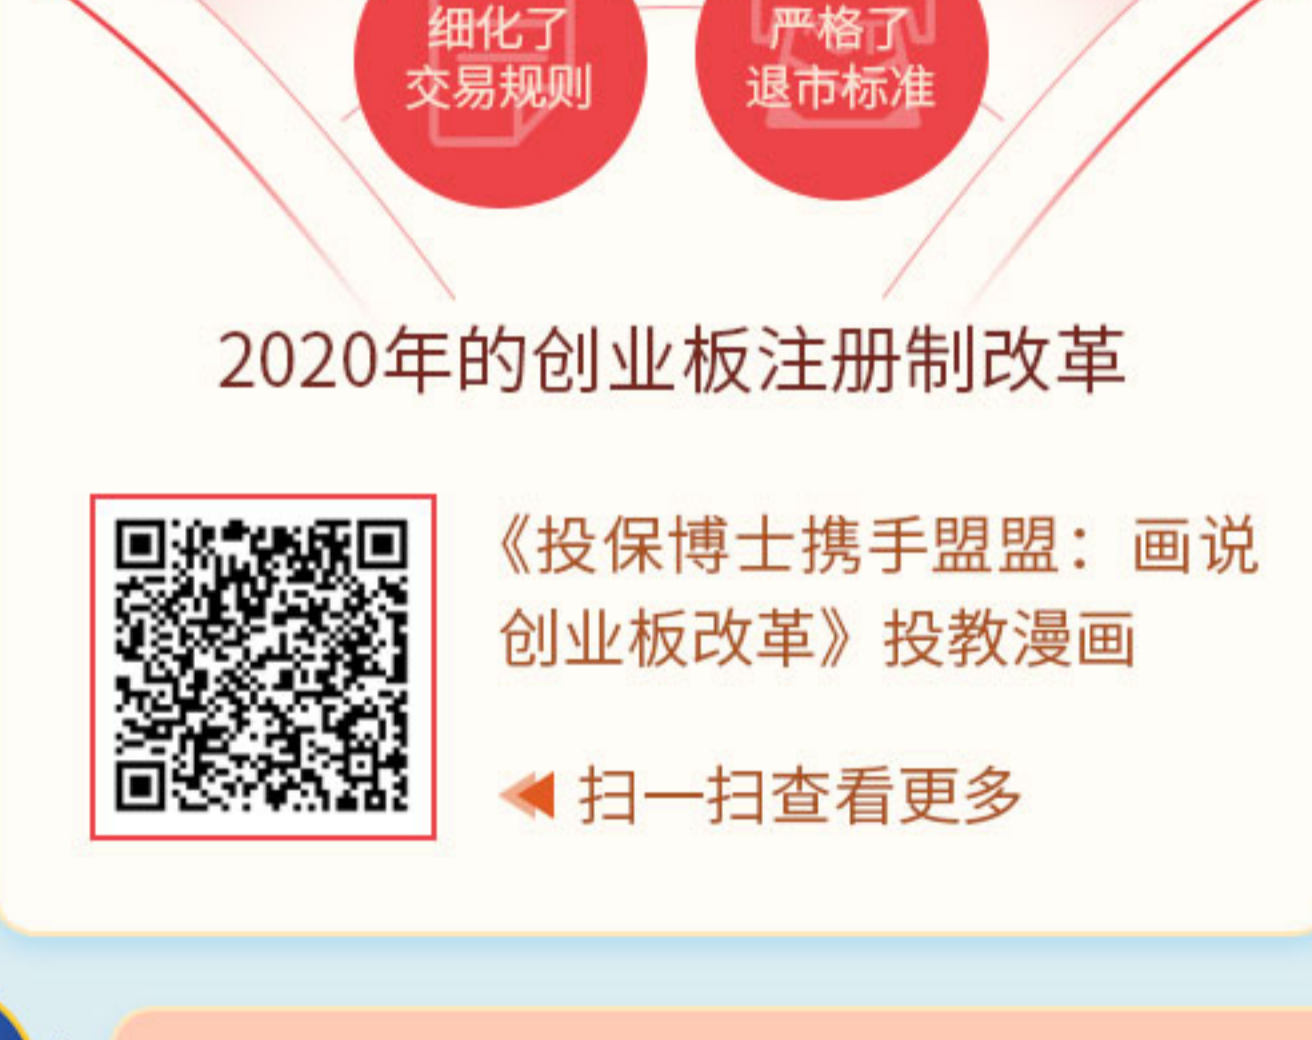 细化了
交易规则
严格了
退市标准
2020年的创业板注册制改革
《投保博士携手盟盟：画说
创业板改革》投教漫画
扫一扫查看更多